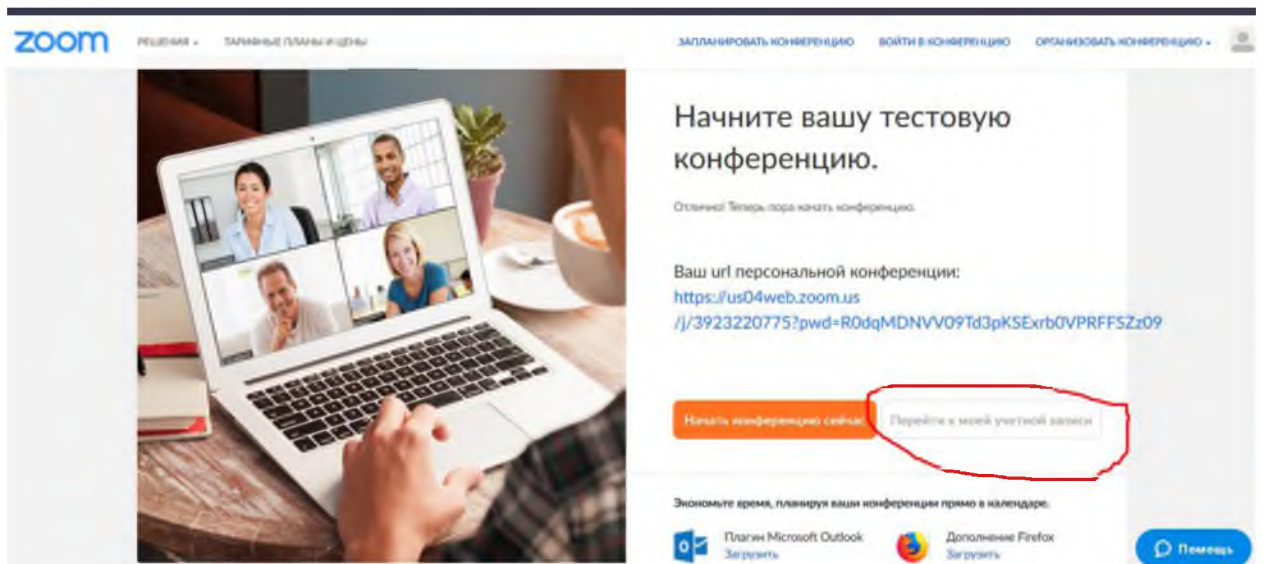 zoom
РЕШЕНИЯ
ТАРИФНЫЕ ПЛАНЫ И ЦЕНЫ
ЗАПЛАНИРОВАТЬ КОНФЕРЕНЦИЮ
ВОЙТИ В КОНФЕРЕНЦИЮ
ОРГАНИЗОВАТЬ КОНФЕРЕНЦИЮ
Начните вашу тестовую
конференцию.
Отлично! Теперь пора начать конференцию.
Ваш url персональной конференции:
https://us04web.zoom.us
/j/3923220775?pwd=R0dqMDNVV09Td3pKSExrb0VPRFFSZz09
Начать конференцию сейчас
Перейти к моей учетной записи
Экономьте время, планируя ваши конференции прямо в календаре.
Плагин Microsoft Outlook
Загрузить
Дополнение Firefox
Загрузить
Помощь